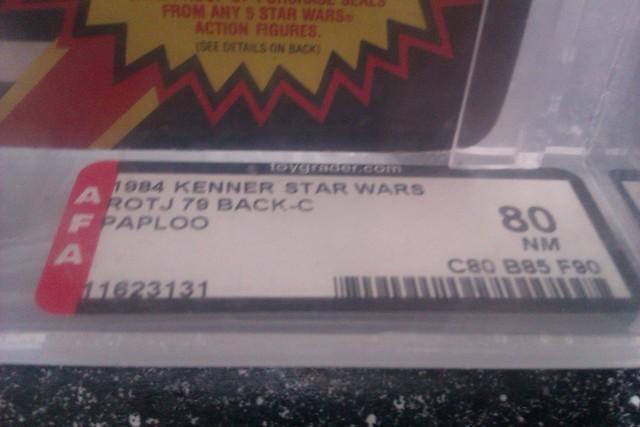 FROM ANY 5 STAR WARS®
ACTION FIGURES.
(SEE DETAILS ON BACK)
toygrader.com
AFA
1984 KENNER STAR WARS
ROTJ 79 BACK-C
PAPLOO
80
NM
C80 B85 F90
11623131